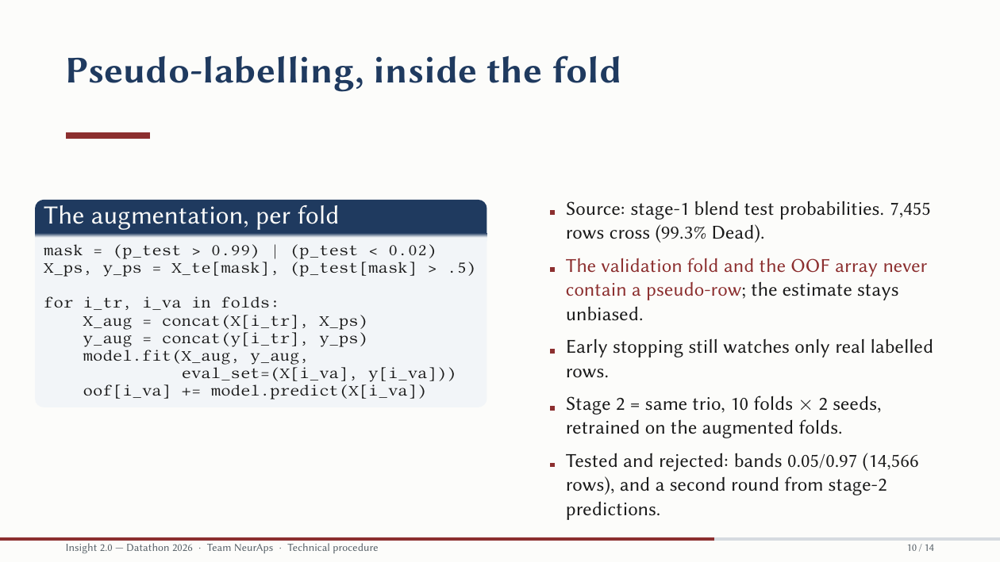 Pseudo-labelling, inside the fold
The augmentation, per fold
mask = (p_test > 0.99) | (p_test < 0.02)
X_ps, y_ps = X_te[mask], (p_test[mask] > .5)

for i_tr, i_va in folds:
    X_aug = concat(X[i_tr], X_ps)
    y_aug = concat(y[i_tr], y_ps)
    model.fit(X_aug, y_aug,
              eval_set=(X[i_va], y[i_va]))
    oof[i_va] += model.predict(X[i_va])
Source: stage-1 blend test probabilities. 7,455
rows cross (99.3% Dead).
The validation fold and the OOF array never
contain a pseudo-row; the estimate stays
unbiased.
Early stopping still watches only real labelled
rows.
Stage 2 = same trio, 10 folds × 2 seeds,
retrained on the augmented folds.
Tested and rejected: bands 0.05/0.97 (14,566
rows), and a second round from stage-2
predictions.
Insight 2.0 — Datathon 2026 · Team NeurAps · Technical procedure
10 / 14